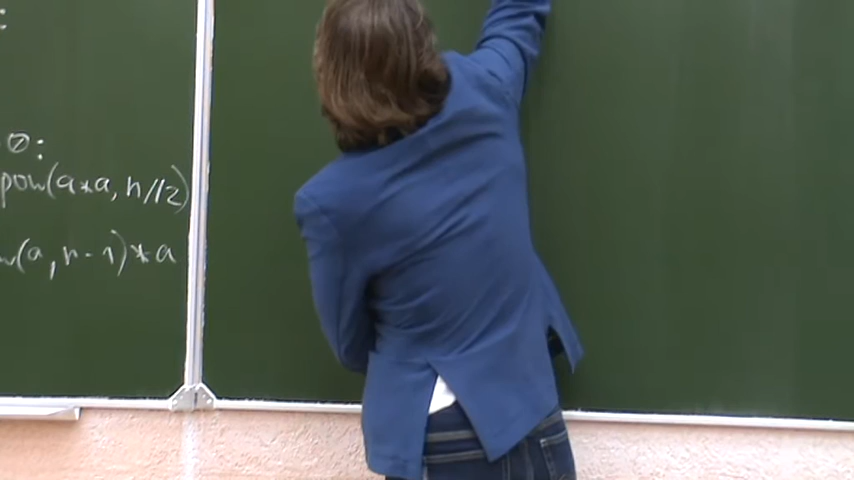 :
0:
pow(a*a, n//2)
w(a, n-1)*a